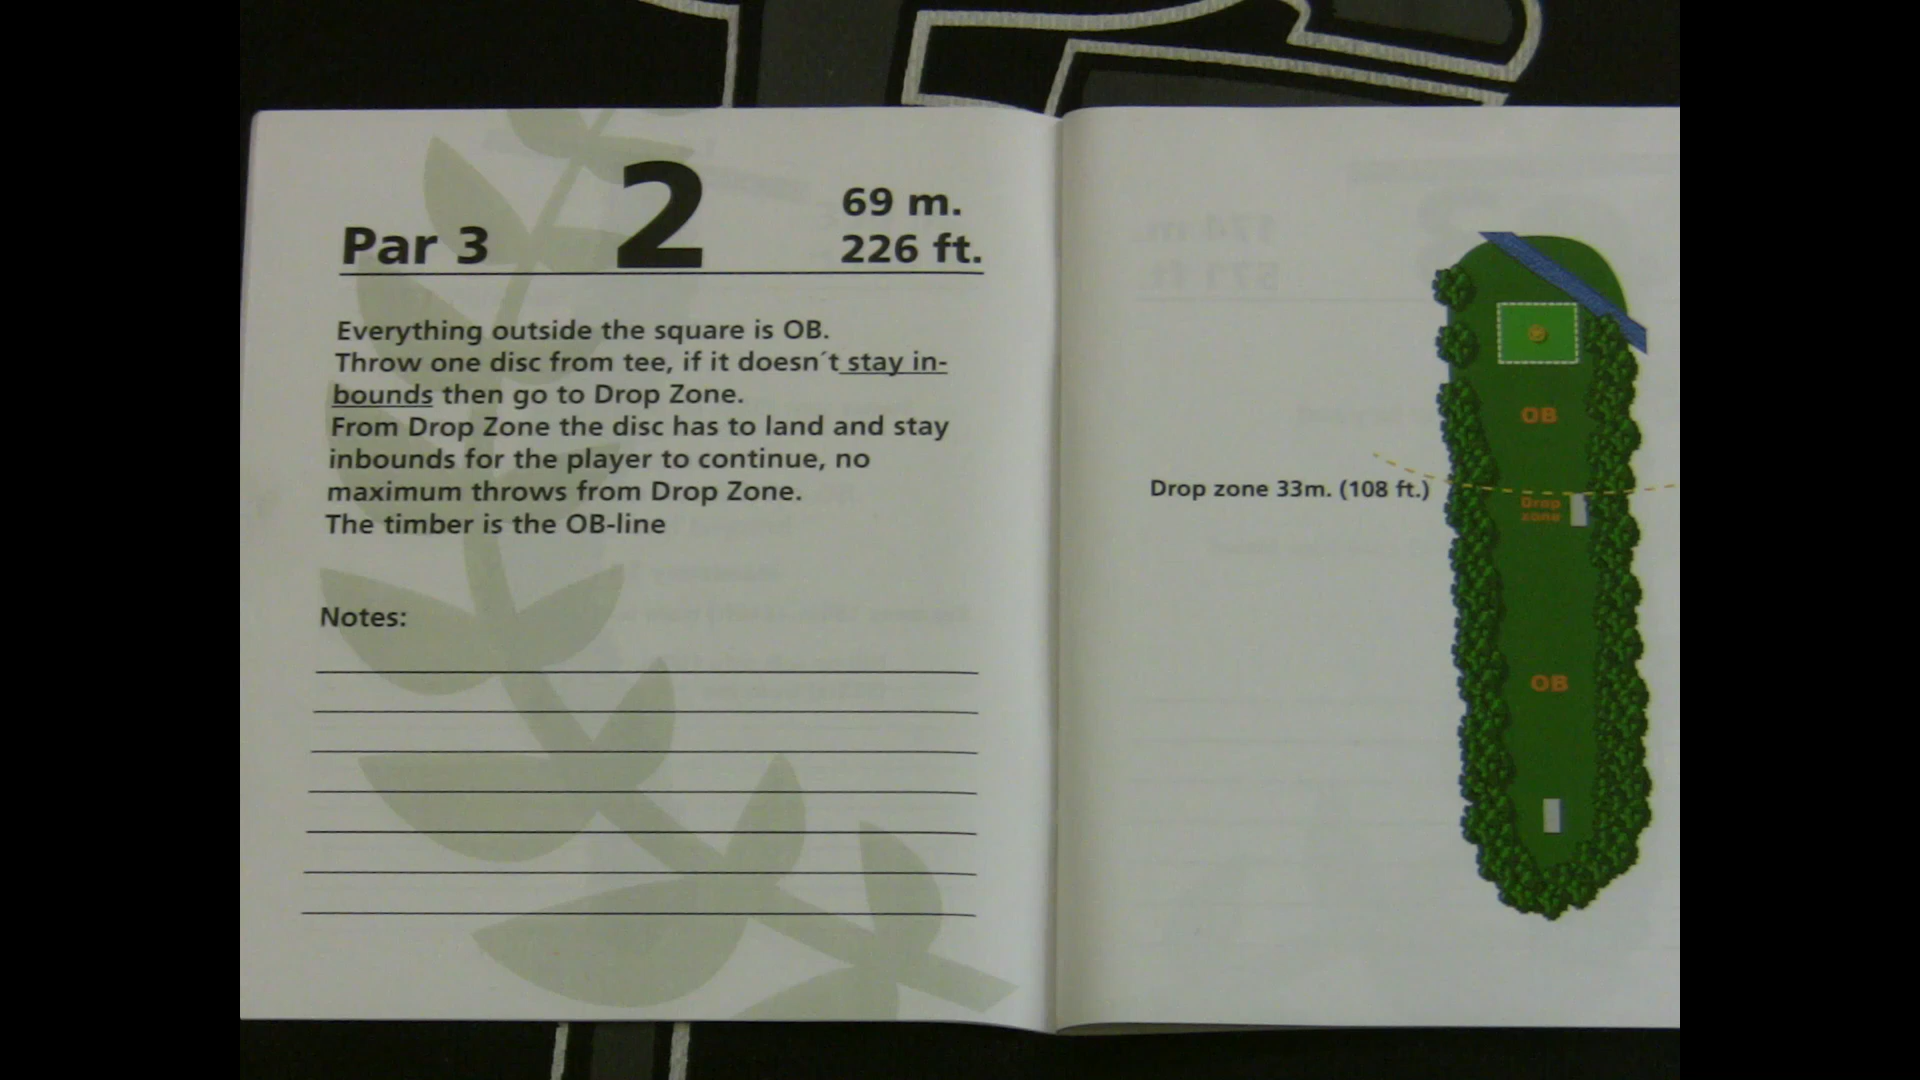 2
69 m.
Par 3
226 ft.
Everything outside the square is OB.
Throw one disc from tee, if it doesn´t stay in-
bounds then go to Drop Zone.
From Drop Zone the disc has to land and stay
inbounds for the player to continue, no
maximum throws from Drop Zone.
The timber is the OB-line
Notes:
OB
Drop zone 33m. (108 ft.)
Drop
zone
OB